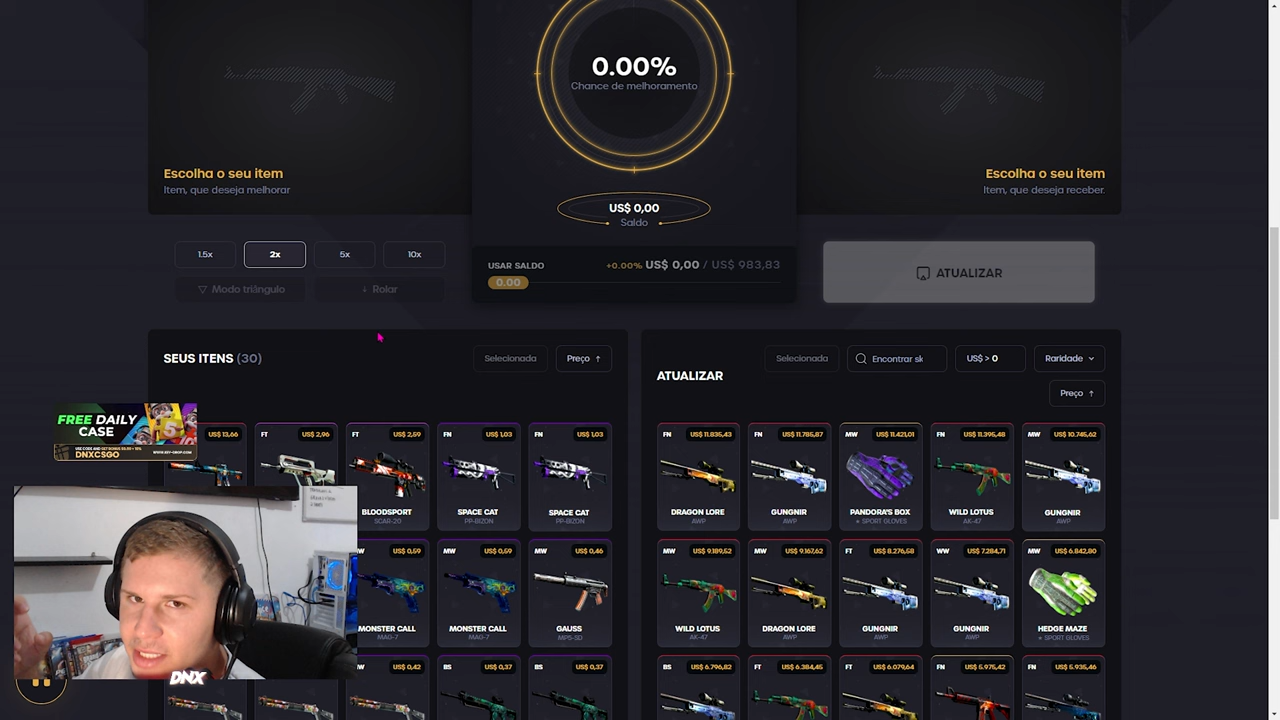 0.00%
Chance de melhoramento
Escolha o seu item
Item, que deseja melhorar
Escolha o seu item
Item, que deseja receber.
US$ 0,00
Saldo
1.5x 2x 5x 10x
USAR SALDO +0.00% US$ 0,00 / US$ 983,83
0.00
ATUALIZAR
Modo triângulo Rolar
SEUS ITENS (30) Selecionada Preço ↑
ATUALIZAR Selecionada Encontrar sk US$ > 0 Raridade
Preço ↑
FREE DAILY
CASE
DNXCSGO
US$ 13,66 FT US$ 2,96 FT US$ 2,59 FN US$ 1,03 FN US$ 1,03
BLOODSPORT SPACE CAT SPACE CAT
SCAR-20 PP-BIZON PP-BIZON
US$ 0,59 MW US$ 0,59 MW US$ 0,46
MONSTER CALL MONSTER CALL GAUSS
MAG-7 MAG-7 MP5-SD
US$ 0,42 BS US$ 0,37 BS US$ 0,37
DNX
FN US$ 11.835,43 FN US$ 11.785,87 MW US$ 11.421,01 FN US$ 11.395,48 MW US$ 10.745,62
DRAGON LORE GUNGNIR PANDORA'S BOX WILD LOTUS GUNGNIR
AWP AWP ★ SPORT GLOVES AK-47 AWP
MW US$ 9.189,52 MW US$ 9.167,62 FT US$ 8.276,58 WW US$ 7.284,71 MW US$ 6.842,80
WILD LOTUS DRAGON LORE GUNGNIR GUNGNIR HEDGE MAZE
AK-47 AWP AWP AWP ★ SPORT GLOVES
BS US$ 6.796,82 FT US$ 6.384,45 FT US$ 6.079,64 FN US$ 5.975,42 FN US$ 5.935,46